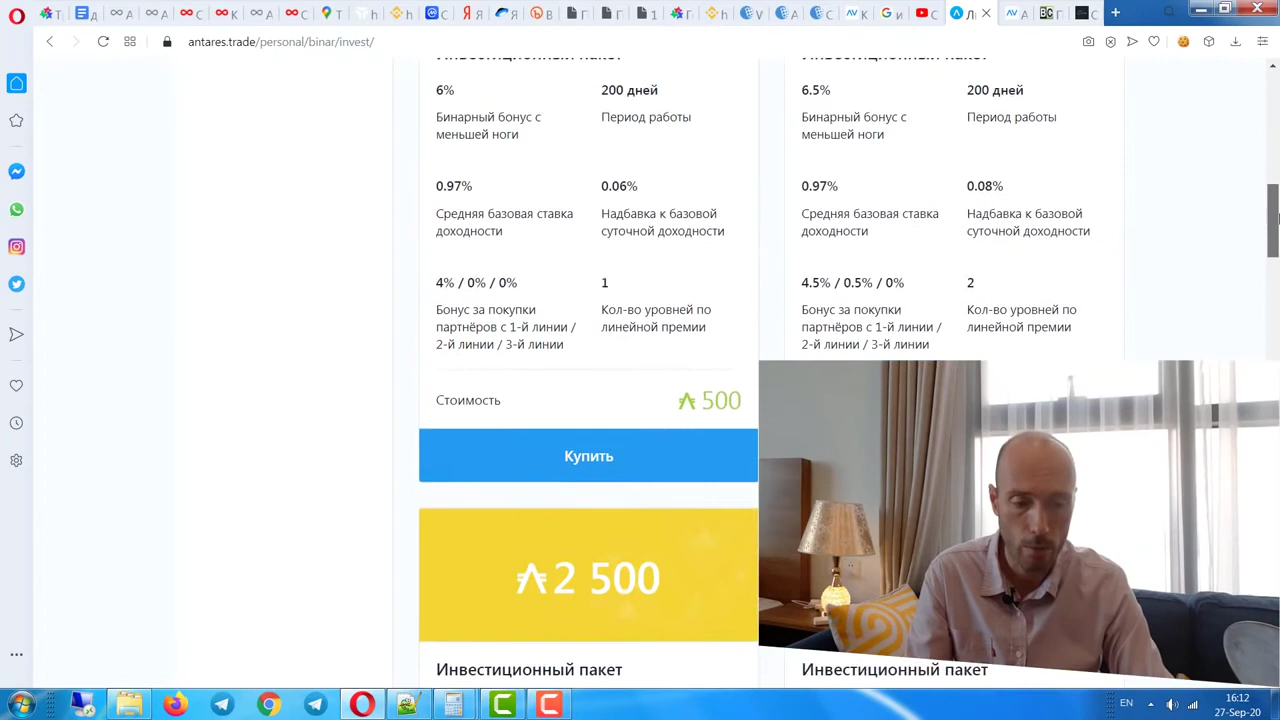 antares.trade/personal/binar/invest/
6%
200 дней
Бинарный бонус с
меньшей ноги
Период работы
0.97%
0.06%
Средняя базовая ставка
доходности
Надбавка к базовой
суточной доходности
4% / 0% / 0%
1
Бонус за покупки
партнёров с 1-й линии /
2-й линии / 3-й линии
Кол-во уровней по
линейной премии
Стоимость
500
Купить
2 500
Инвестиционный пакет
6.5%
200 дней
Бинарный бонус с
меньшей ноги
Период работы
0.97%
0.08%
Средняя базовая ставка
доходности
Надбавка к базовой
суточной доходности
4.5% / 0.5% / 0%
2
Бонус за покупки
партнёров с 1-й линии /
2-й линии / 3-й линии
Кол-во уровней по
линейной премии
Инвестиционный пакет
EN
16:12
27-Sep-20